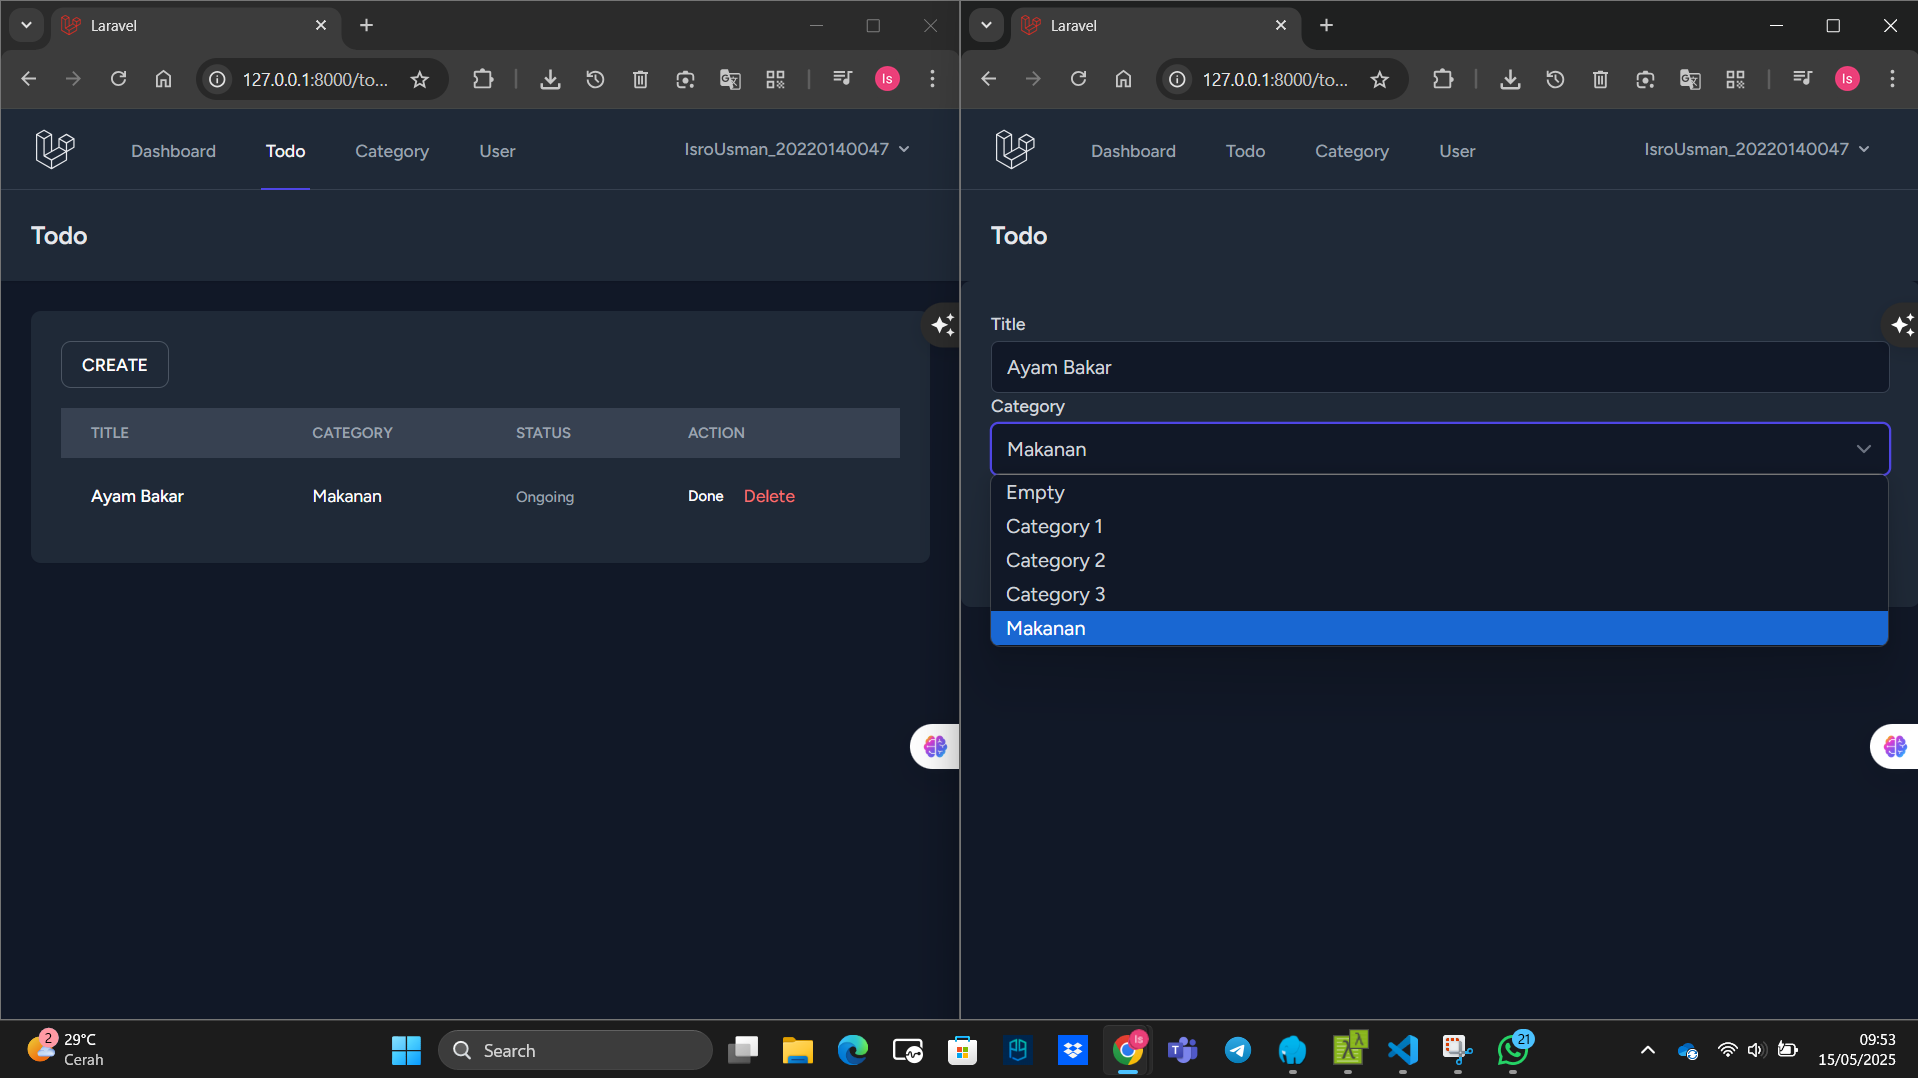 Laravel
127.0.0.1:8000/to...
Is
Dashboard
Todo
Category
User
IsroUsman_20220140047
Todo
CREATE
TITLE
CATEGORY
STATUS
ACTION
Ayam Bakar
Makanan
Ongoing
Done
Delete
Laravel
127.0.0.1:8000/to...
Is
Dashboard
Todo
Category
User
IsroUsman_20220140047
Todo
Title
Ayam Bakar
Category
Makanan
Empty
Category 1
Category 2
Category 3
Makanan
2
29°C
Cerah
Search
Is
21
09:53
15/05/2025